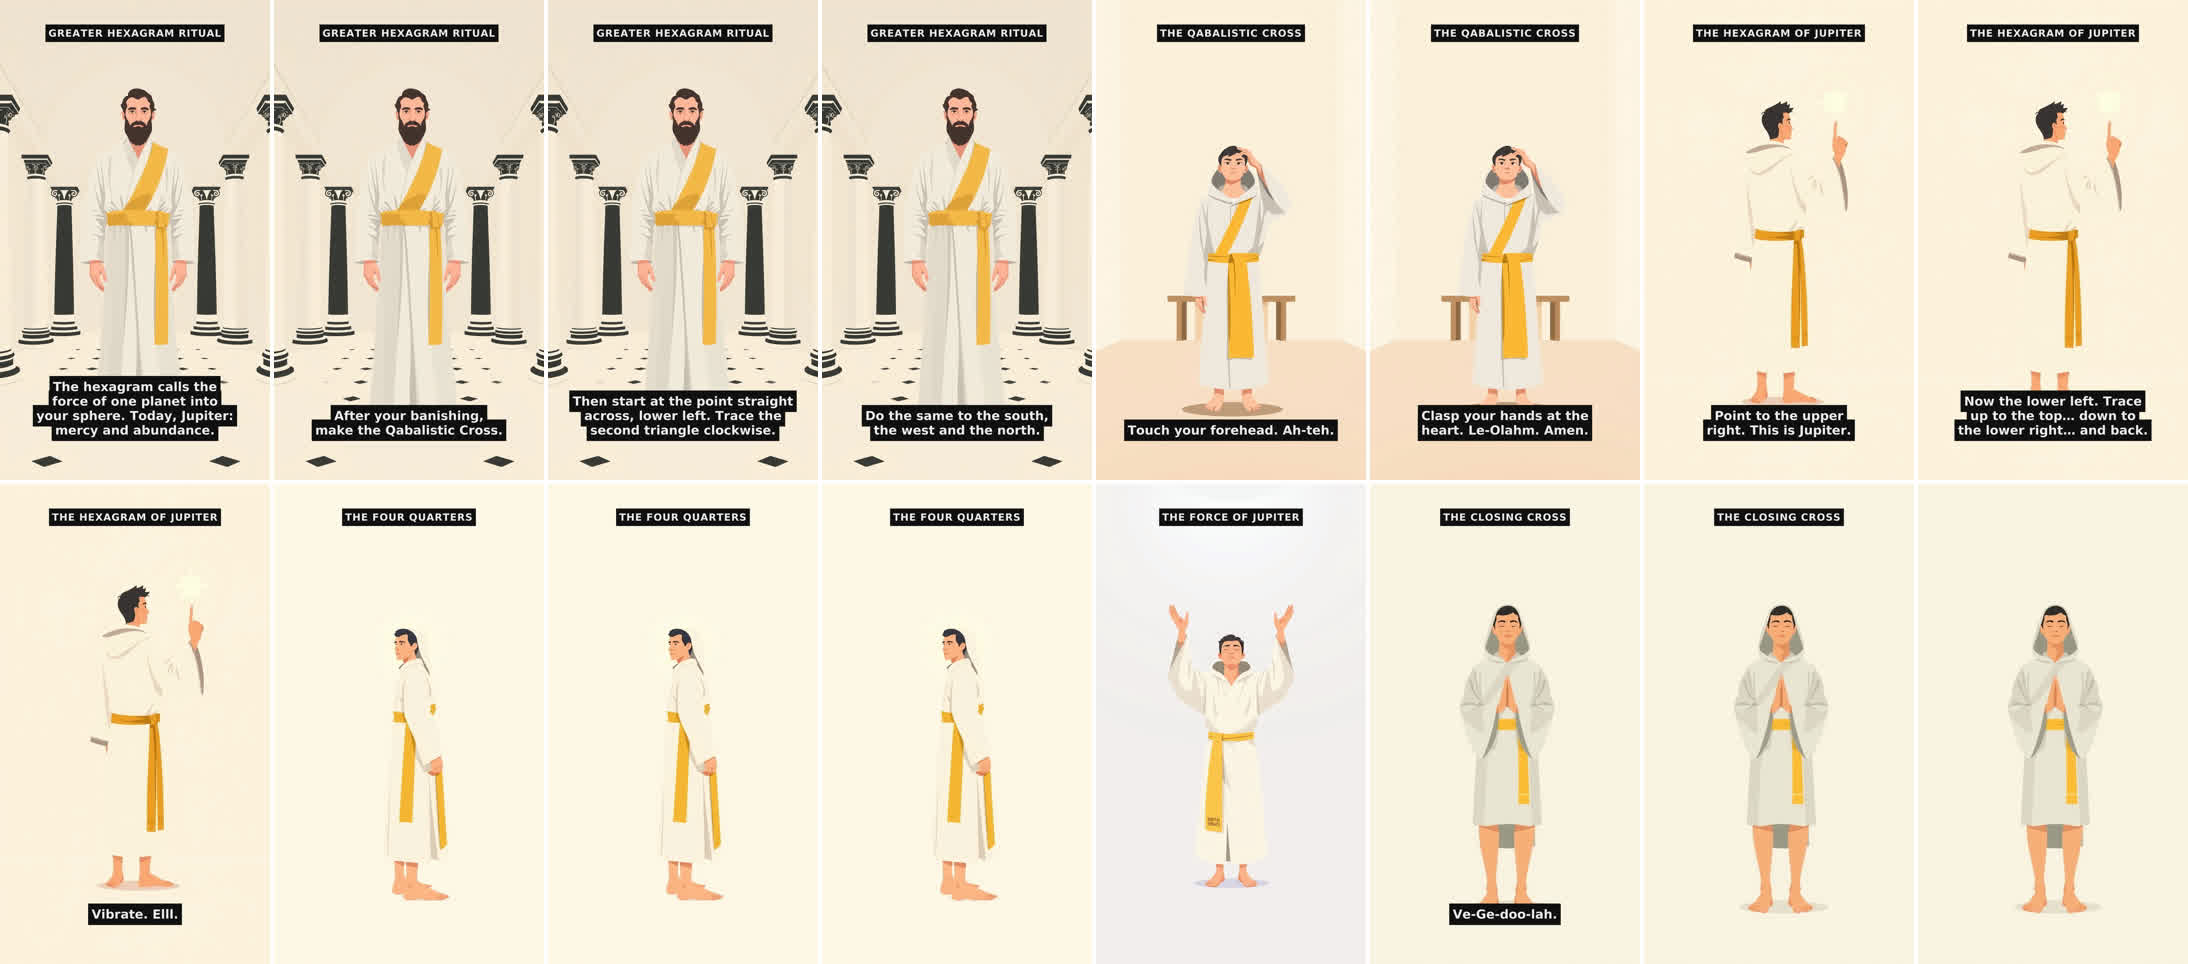 GREATER HEXAGRAM RITUAL
The hexagram calls the
force of one planet into
your sphere. Today, Jupiter:
mercy and abundance.
GREATER HEXAGRAM RITUAL
After your banishing,
make the Qabalistic Cross.
GREATER HEXAGRAM RITUAL
Then start at the point straight
across, lower left. Trace the
second triangle clockwise.
GREATER HEXAGRAM RITUAL
Do the same to the south,
the west and the north.
THE QABALISTIC CROSS
Touch your forehead. Ah-teh.
THE QABALISTIC CROSS
Clasp your hands at the
heart. Le-Olahm. Amen.
THE HEXAGRAM OF JUPITER
Point to the upper
right. This is Jupiter.
THE HEXAGRAM OF JUPITER
Now the lower left. Trace
up to the top... down to
the lower right... and back.
THE HEXAGRAM OF JUPITER
Vibrate. Elll.
THE FOUR QUARTERS
THE FOUR QUARTERS
THE FOUR QUARTERS
THE FORCE OF JUPITER
THE CLOSING CROSS
Ve-Ge-doo-lah.
THE CLOSING CROSS